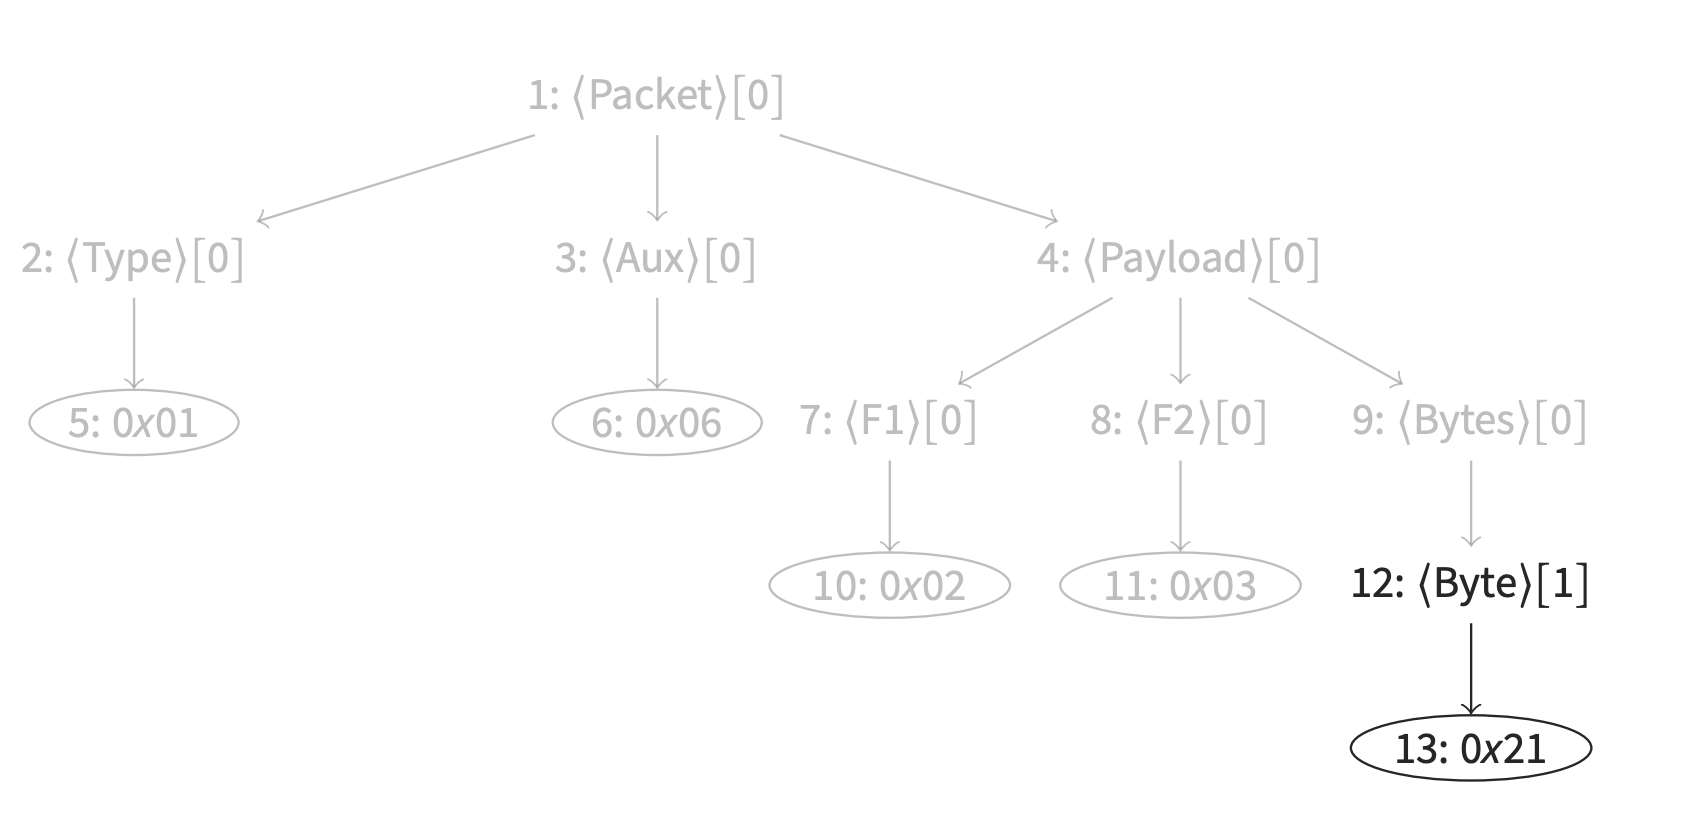 1: ⟨Packet⟩[0]
2: ⟨Type⟩[0]
3: ⟨Aux⟩[0]
4: ⟨Payload⟩[0]
5: 0x01
6: 0x06
7: ⟨F1⟩[0]
8: ⟨F2⟩[0]
9: ⟨Bytes⟩[0]
10: 0x02
11: 0x03
12: ⟨Byte⟩[1]
13: 0x21